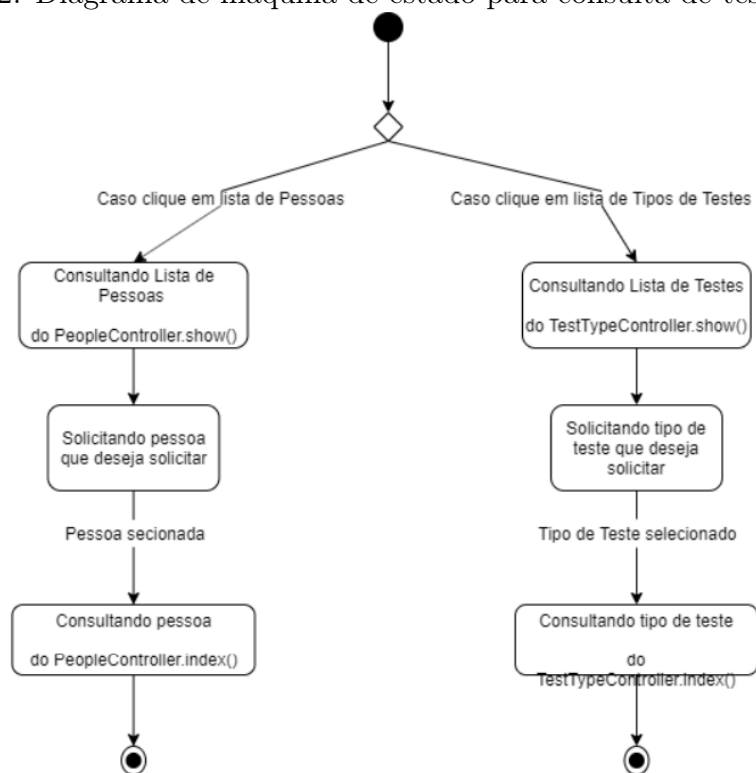 2. Diagrama de máquina de estado para consulta de tes
Caso clique em lista de Pessoas
Caso clique em lista de Tipos de Testes
Consultando Lista de
Pessoas
do PeopleController.show()
Consultando Lista de Testes
do TestTypeController.show()
Solicitando pessoa
que deseja solicitar
Solicitando tipo de
teste que deseja
solicitar
Pessoa secionada
Tipo de Teste selecionado
Consultando pessoa
do PeopleController.index()
Consultando tipo de teste
do
TestTypeController.index()